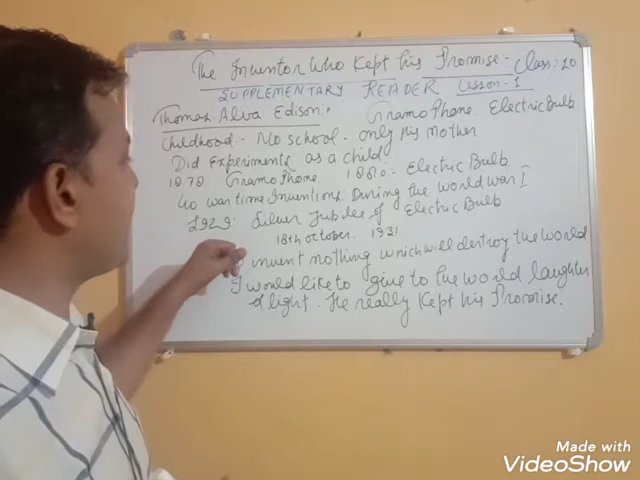 The Inventor Who Kept his Promise - Class: 10
SUPPLEMENTARY READER Lesson - I
Thomas Alva Edison: GramoPhone Electric Bulb
Childhood:- No school - only his mother
Did Experiments as a child
1878 GramoPhone 1880: Electric Bulb
40 war time Inventions During the world war I
1929: Silver Jubilee of Electric Bulb
18th october 1931
invent nothing which will destroy the world
I would like to give to the world laughter
& light. He really Kept his Promise.
Made with
VideoShow